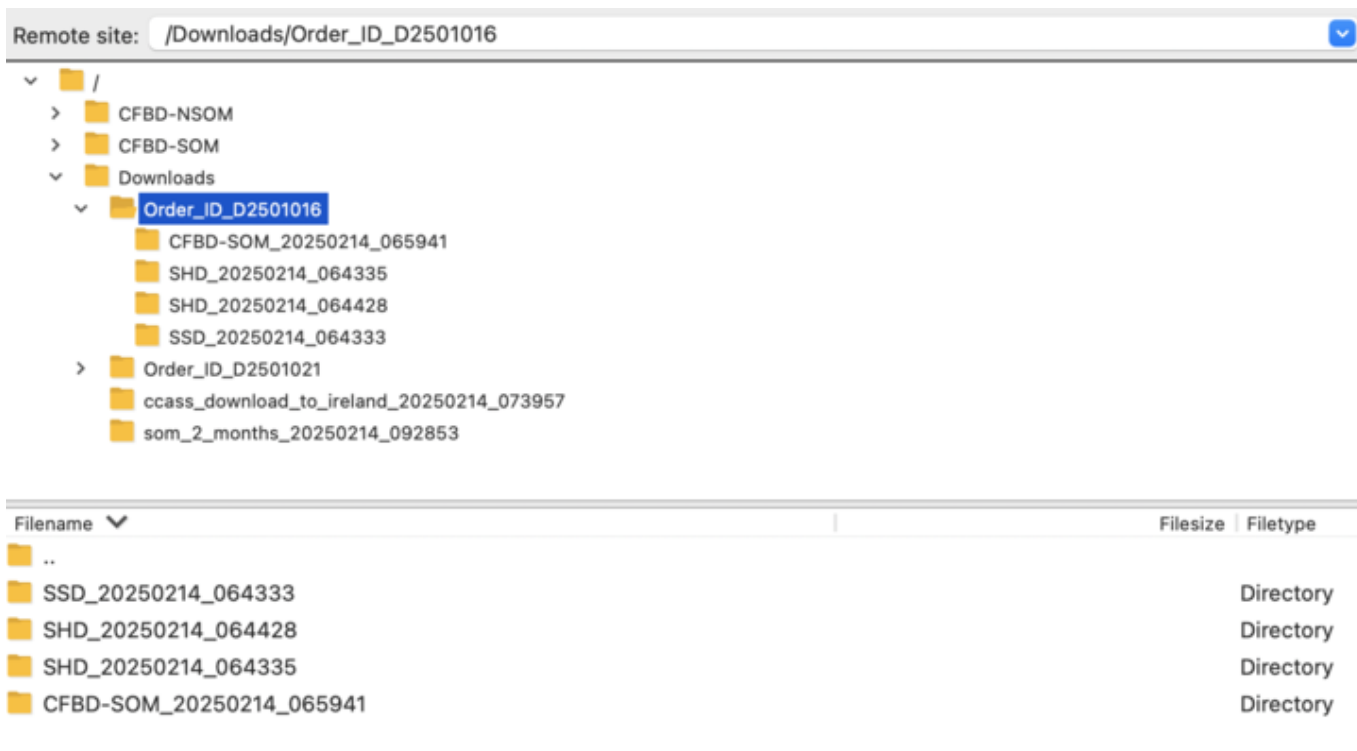 Remote site: /Downloads/Order_ID_D2501016
/
CFBD-NSOM
CFBD-SOM
Downloads
Order_ID_D2501016
CFBD-SOM_20250214_065941
SHD_20250214_064335
SHD_20250214_064428
SSD_20250214_064333
Order_ID_D2501021
ccass_download_to_ireland_20250214_073957
som_2_months_20250214_092853
Filename Filesize Filetype
..
SSD_20250214_064333 Directory
SHD_20250214_064428 Directory
SHD_20250214_064335 Directory
CFBD-SOM_20250214_065941 Directory